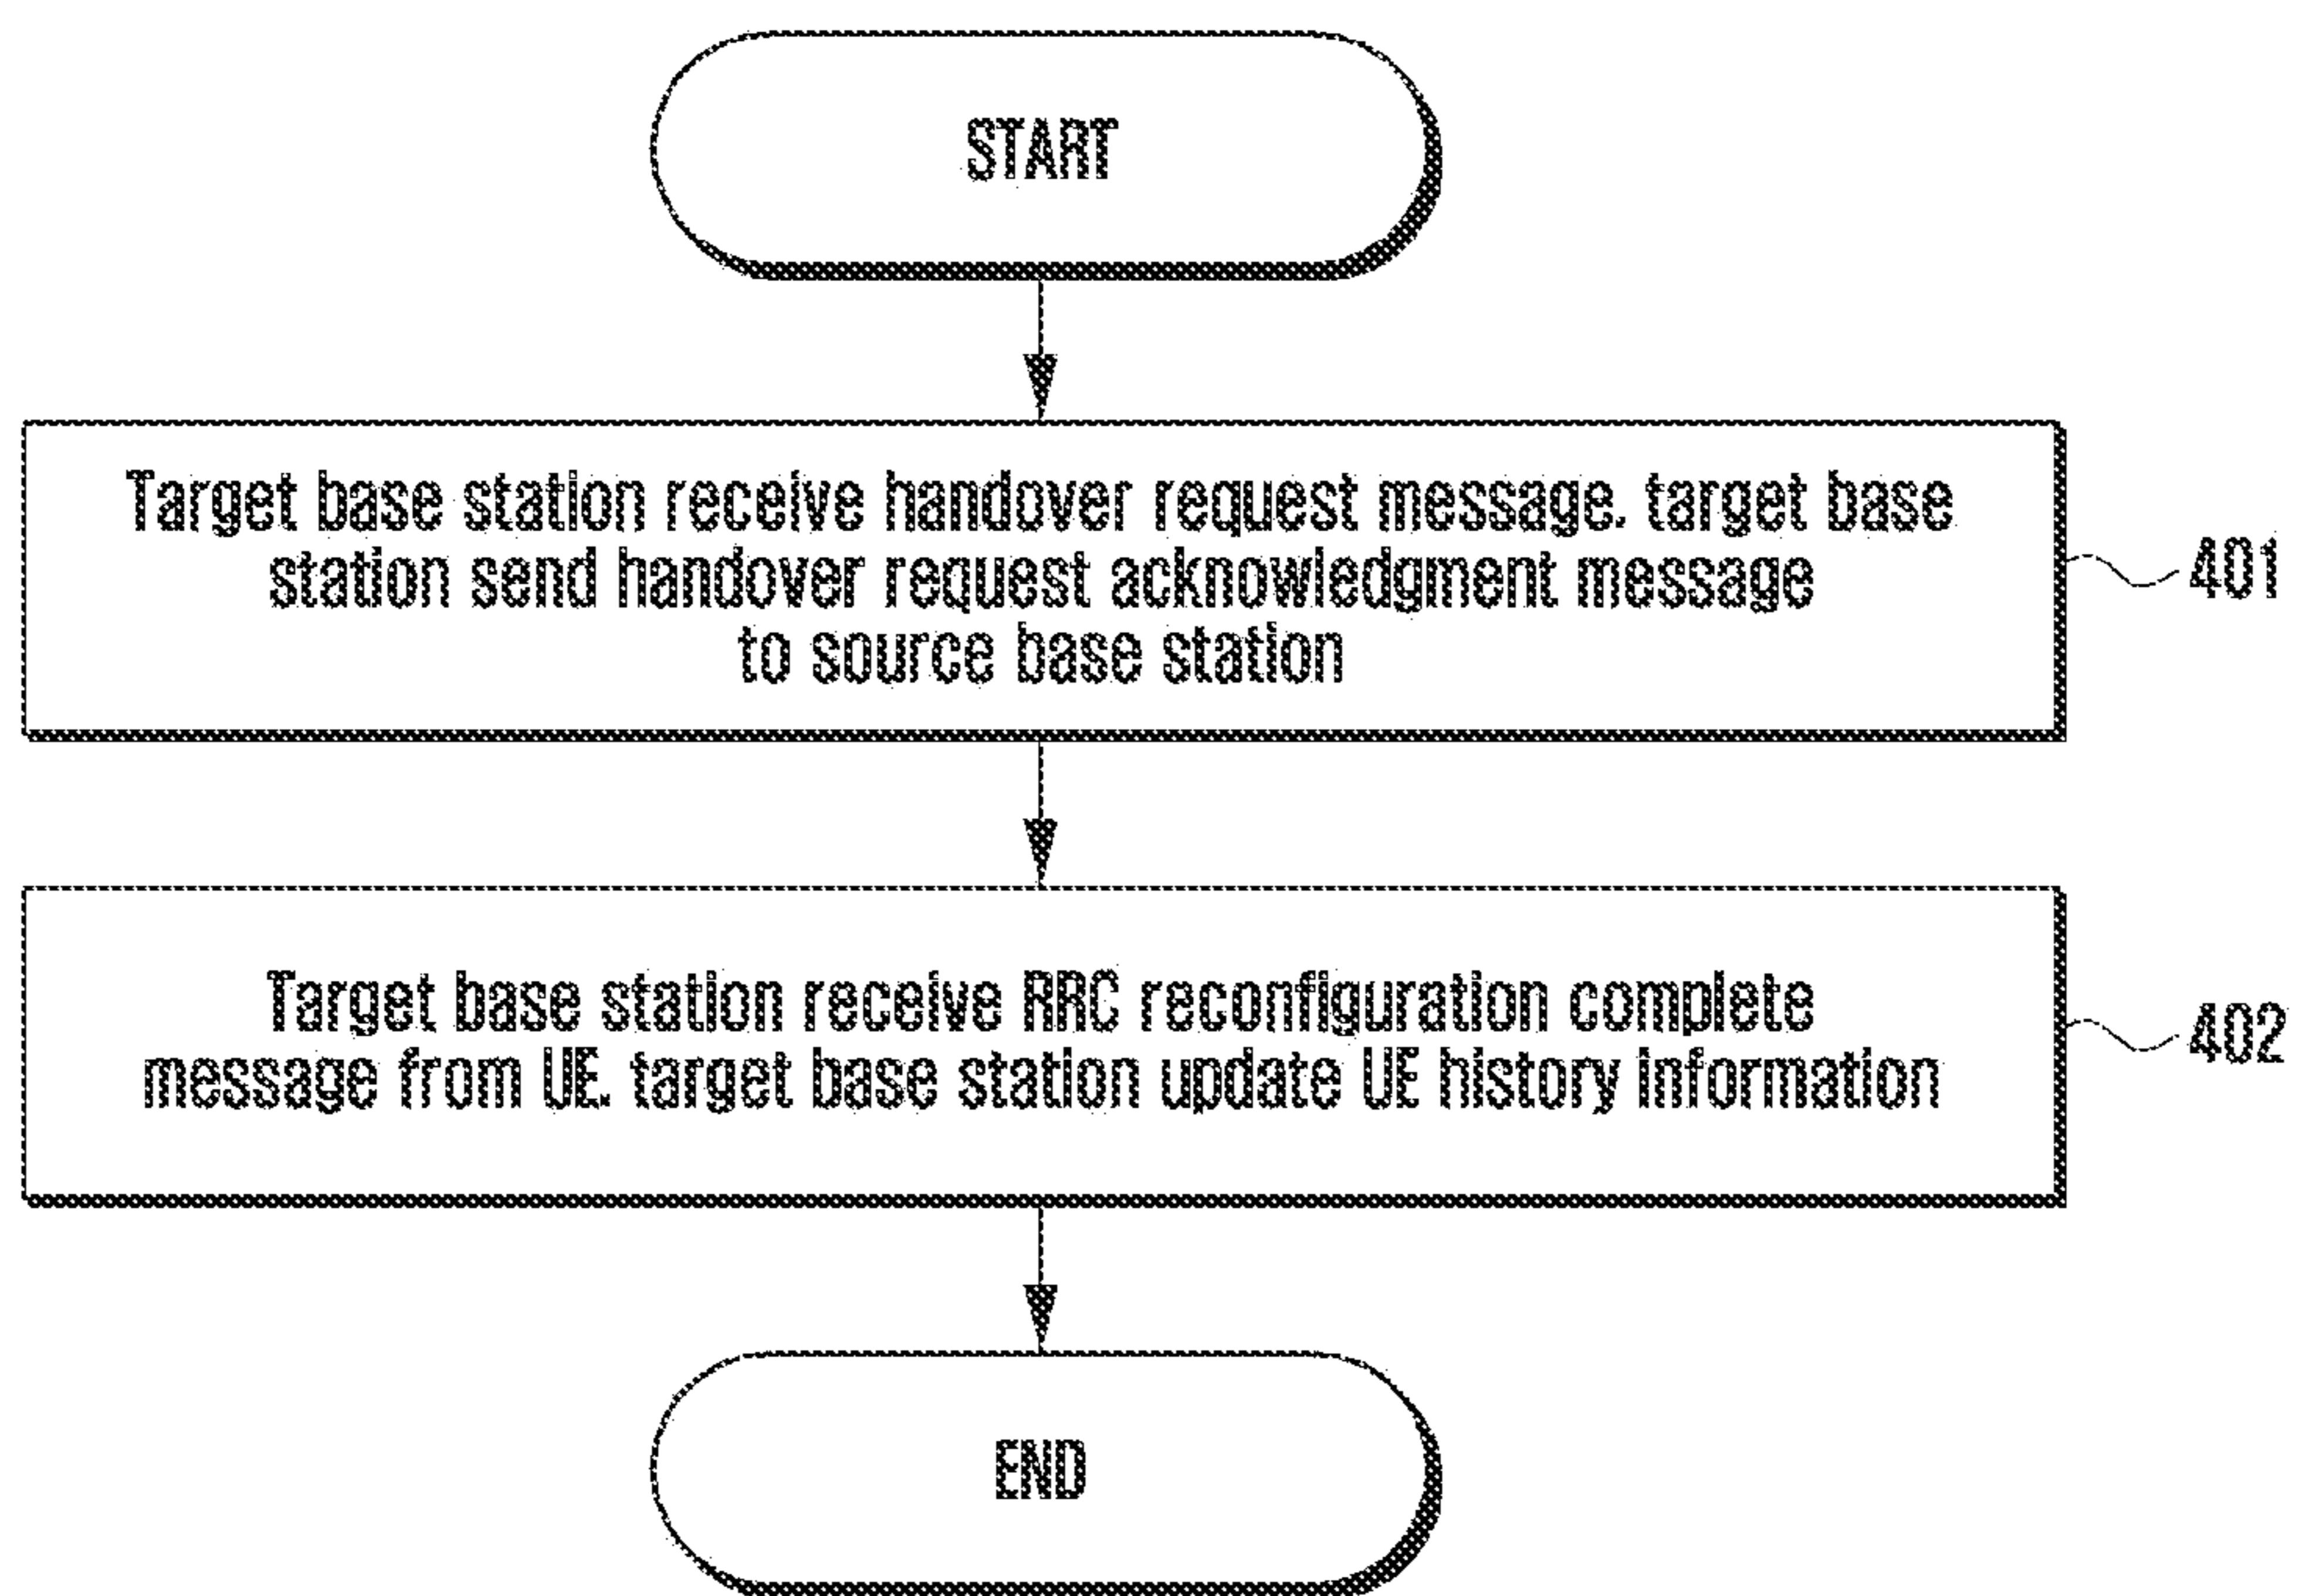 START
Target base station receive handover request message. target base
station send handover request acknowledgment message
to source base station
401
Target base station receive RRC reconfiguration complete
message from UE. target base station update UE history information
402
END